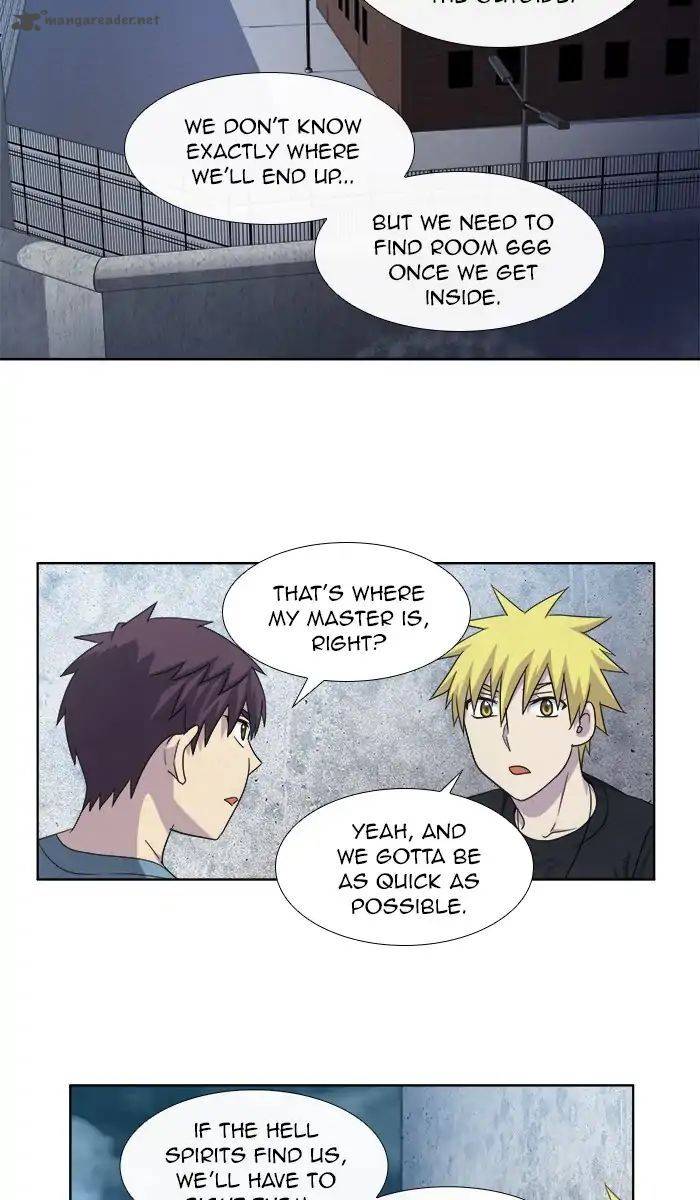 mangareader.net
THE OUTSIDE.
WE DON'T KNOW
EXACTLY WHERE
WE'LL END UP...
BUT WE NEED TO
FIND ROOM 666
ONCE WE GET
INSIDE.
THAT'S WHERE
MY MASTER IS,
RIGHT?
YEAH, AND
WE GOTTA BE
AS QUICK AS
POSSIBLE.
IF THE HELL
SPIRITS FIND US,
WE'LL HAVE TO